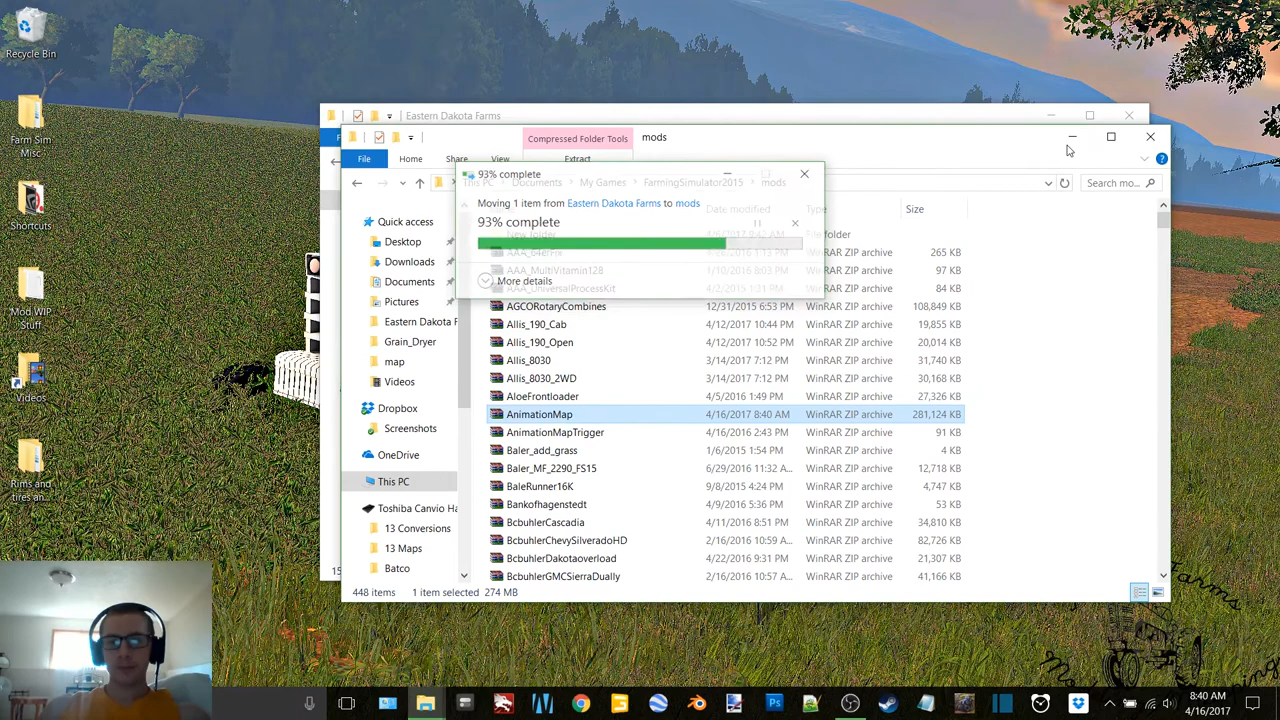 Recycle Bin
Farm Sim
Misc
Shortcuts
Mod WIP
Stuff
Videos
Rims and
tires an...
Eastern Dakota Farms
Compressed Folder Tools
mods
File
Home
Share
View
Extract
This PC
Documents
My Games
FarmingSimulator2015
mods
Search mo...
93% complete
Moving 1 item from Eastern Dakota Farms to mods
93% complete
More details
Date modified
Type
Size
New folder
4/6/2017 9:42 AM
File folder
AAA_64erFix
WinRAR ZIP archive
265 KB
AAA_MultiVitamin128
1/10/2016 8:03 PM
WinRAR ZIP archive
97 KB
AAA_UniversalProcessKit
WinRAR ZIP archive
84 KB
AGCORotaryCombines
12/31/2015 6:53 PM
WinRAR ZIP archive
108,849 KB
Allis_190_Cab
4/12/2017 10:44 PM
WinRAR ZIP archive
19,855 KB
Allis_190_Open
4/12/2017 10:52 PM
WinRAR ZIP archive
20,014 KB
Allis_8030
3/14/2017 7:12 PM
WinRAR ZIP archive
31,740 KB
Allis_8030_2WD
3/14/2017 7:12 PM
WinRAR ZIP archive
30,168 KB
AloeFrontloader
4/5/2016 1:49 PM
WinRAR ZIP archive
27,326 KB
AnimationMap
4/16/2017 8:40 AM
WinRAR ZIP archive
281,124 KB
AnimationMapTrigger
4/16/2016 2:43 PM
WinRAR ZIP archive
91 KB
Baler_add_grass
1/6/2015 1:54 PM
WinRAR ZIP archive
4 KB
Baler_MF_2290_FS15
6/29/2016 11:32 A...
WinRAR ZIP archive
12,718 KB
BaleRunner16K
9/8/2015 4:24 PM
WinRAR ZIP archive
4,747 KB
Bankofhagenstedt
4/9/2016 5:36 PM
WinRAR ZIP archive
53 KB
BcbuhlerCascadia
4/11/2016 8:51 PM
WinRAR ZIP archive
34,810 KB
BcbuhlerChevySilveradoHD
2/16/2016 10:59 A...
WinRAR ZIP archive
82,726 KB
BcbuhlerDakotaoverload
4/22/2016 9:31 PM
WinRAR ZIP archive
21,307 KB
BcbuhlerGMCSierraDually
2/16/2016 10:57 A...
WinRAR ZIP archive
41,166 KB
Quick access
Desktop
Downloads
Documents
Pictures
Eastern Dakota F
Grain_Dryer
map
Videos
Dropbox
Screenshots
OneDrive
This PC
Toshiba Canvio Ha
13 Conversions
13 Maps
Batco
448 items
1 item selected
274 MB
8:40 AM
4/16/2017